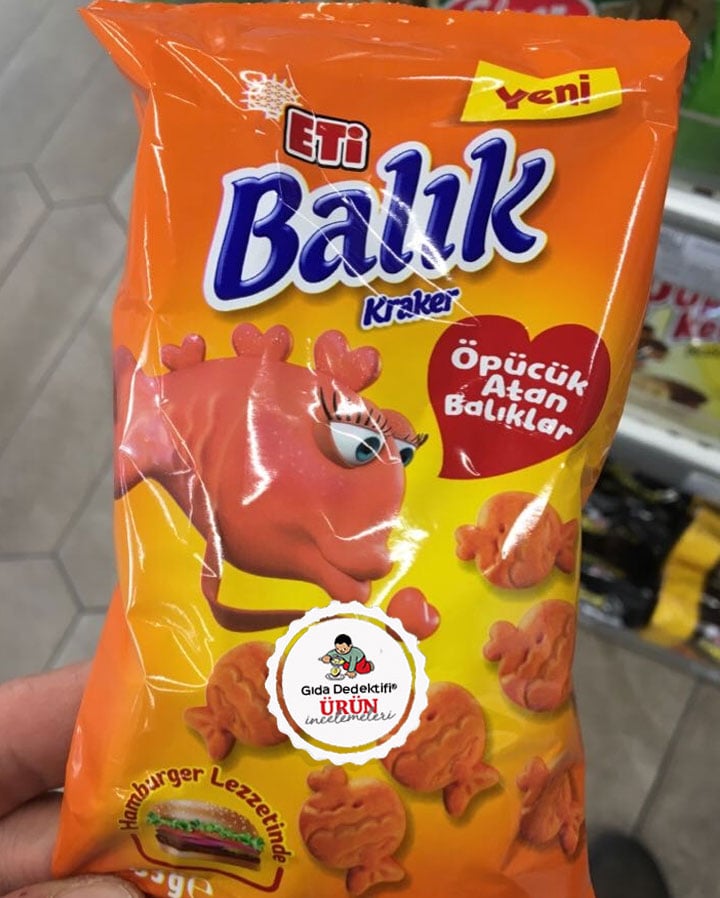 Yeni
ETİ
Balık
Kraker
Öpücük
Atan
Balıklar
Gıda Dedektifi®
ÜRÜN
incelemeleri
Hamburger Lezzetinde